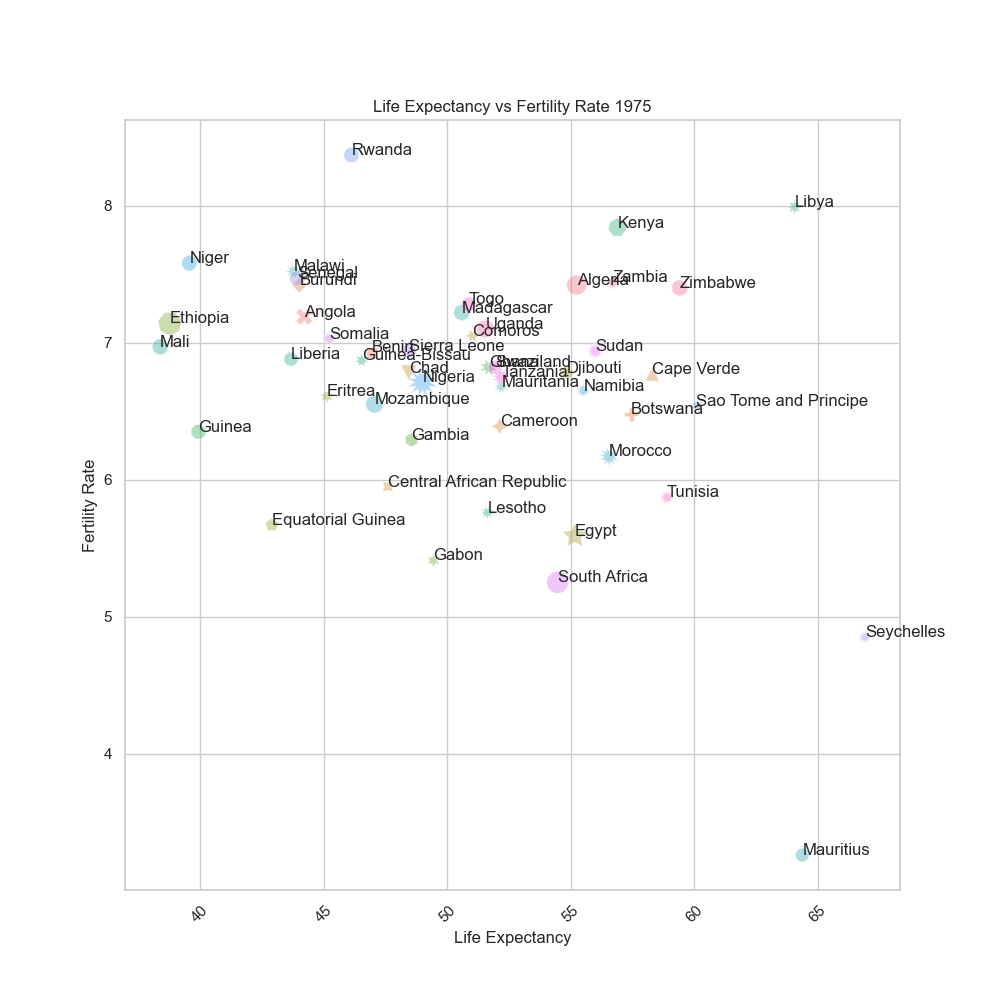 Life Expectancy vs Fertility Rate 1975
Rwanda
Libya
8
Kenya
Niger
Malawi
Senegal
Burundi
Algeria
Zambia
Zimbabwe
Togo
Madagascar
Angola
Ethiopia
Uganda
Comoros
Somalia
7
Mali
Benin
Sierra Leone
Sudan
Liberia
Guinea-Bissau
Ghana
Swaziland
Chad
Djibouti
Cape Verde
Tanzania
Nigeria
Mauritania
Namibia
Eritrea
Mozambique
Sao Tome and Principe
Botswana
Guinea
Cameroon
Gambia
Morocco
6
Central African Republic
Tunisia
Lesotho
Equatorial Guinea
Egypt
Gabon
South Africa
Fertility Rate
5
Seychelles
4
Mauritius
40
45
50
55
60
65
Life Expectancy